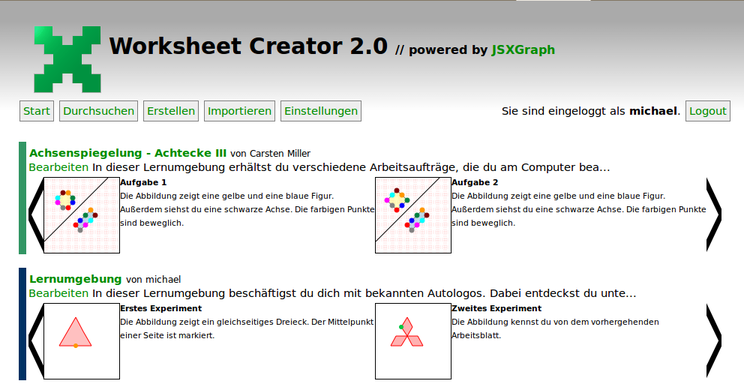 Worksheet Creator 2.0 // powered by JSXGraph
Start Durchsuchen Erstellen Importieren Einstellungen Sie sind eingeloggt als michael. Logout
Achsenspiegelung - Achtecke III von Carsten Miller
Bearbeiten In dieser Lernumgebung erhältst du verschiedene Arbeitsaufträge, die du am Computer bea...
Aufgabe 1
Die Abbildung zeigt eine gelbe und eine blaue Figur.
Außerdem siehst du eine schwarze Achse. Die farbigen Punkte
sind beweglich.
Aufgabe 2
Die Abbildung zeigt eine gelbe und eine blaue Figur.
Außerdem siehst du eine schwarze Achse. Die farbigen Punkte
sind beweglich.
Lernumgebung von michael
Bearbeiten In dieser Lernumgebung beschäftigst du dich mit bekannten Autologos. Dabei entdeckst du unte...
Erstes Experiment
Die Abbildung zeigt ein gleichseitiges Dreieck. Der Mittelpunkt
einer Seite ist markiert.
Zweites Experiment
Die Abbildung kennst du von dem vorhergehenden
Arbeitsblatt.